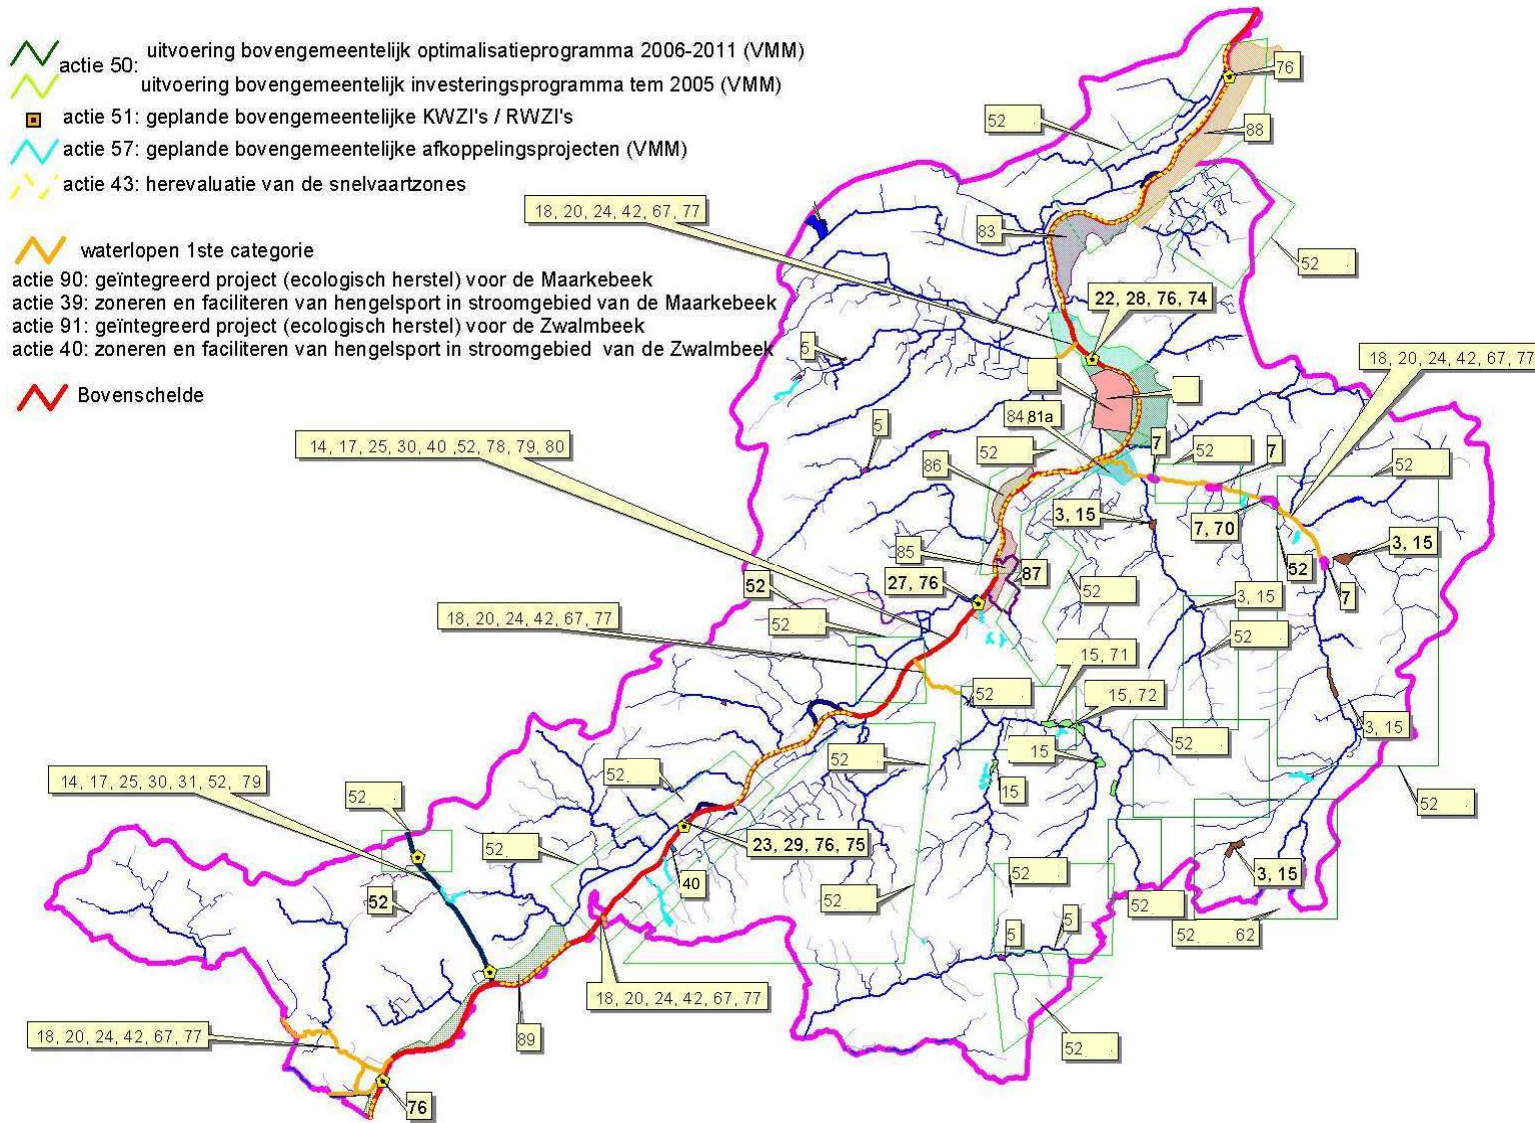 uitvoering bovengemeentelijk optimalisatieprogramma 2006-2011 (VMM)
actie 50:
uitvoering bovengemeentelijk investeringsprogramma tem 2005 (VMM)
actie 51: geplande bovengemeentelijke KWZI's / RWZI's
actie 57: geplande bovengemeentelijke afkoppelingsprojecten (VMM)
actie 43: herevaluatie van de snelvaartzones
waterlopen 1ste categorie
actie 90: geïntegreerd project (ecologisch herstel) voor de Maarkebeek
actie 39: zoneren en faciliteren van hengelsport in stroomgebied van de Maarkebeek
actie 91: geïntegreerd project (ecologisch herstel) voor de Zwalmbeek
actie 40: zoneren en faciliteren van hengelsport in stroomgebied van de Zwalmbeek
Bovenschelde
76
52
88
18, 20, 24, 42, 67, 77
83
52
22, 28, 76, 74
5
18, 20, 24, 42, 67, 77
84 81a
5
14, 17, 25, 30, 40 ,52, 78, 79, 80
52
7
52
7
52
86
3, 15
7, 70
3, 15
85
87
52
27, 76
52
52
7
3, 15
18, 20, 24, 42, 67, 77
52
52
15, 71
52
15, 72
3, 15
52
52
15
52
15
14, 17, 25, 30, 31, 52, 79
52
52
52
23, 29, 76, 75
3, 15
40
52
52
52
52
52
5
5
52 62
18, 20, 24, 42, 67, 77
18, 20, 24, 42, 67, 77
89
52
76